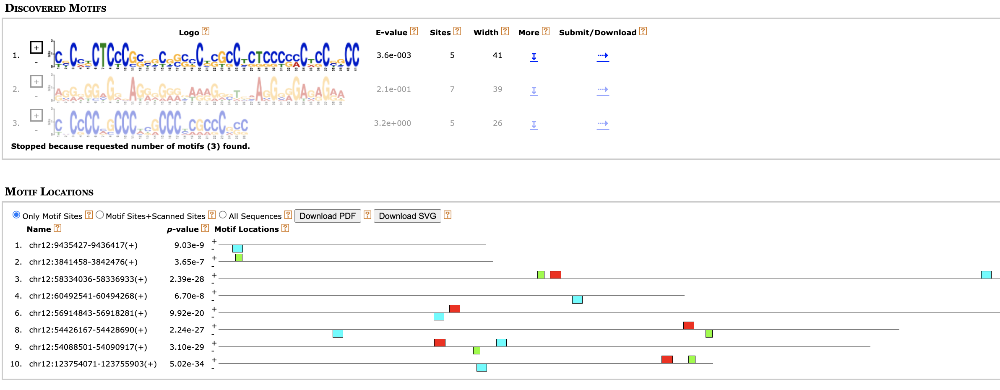 DISCOVERED MOTIFS
Logo ? E-value ? Sites ? Width ? More ? Submit/Download ?
1. + - 3.6e-003 5 41
2. + - 2.1e-001 7 39
3. + - 3.2e+000 5 26
Stopped because requested number of motifs (3) found.
MOTIF LOCATIONS
Only Motif Sites ? Motif Sites+Scanned Sites ? All Sequences ? Download PDF ? Download SVG ?
Name ? p-value ? Motif Locations ?
1. chr12:9435427-9436417(+) 9.03e-9 + -
2. chr12:3841458-3842476(+) 3.65e-7 + -
3. chr12:58334036-58336933(+) 2.39e-28 + -
4. chr12:60492541-60494268(+) 6.70e-8 + -
6. chr12:56914843-56918281(+) 9.92e-20 + -
8. chr12:54426167-54428690(+) 2.24e-27 + -
9. chr12:54088501-54090917(+) 3.10e-29 + -
10. chr12:123754071-123755903(+) 5.02e-34 + -